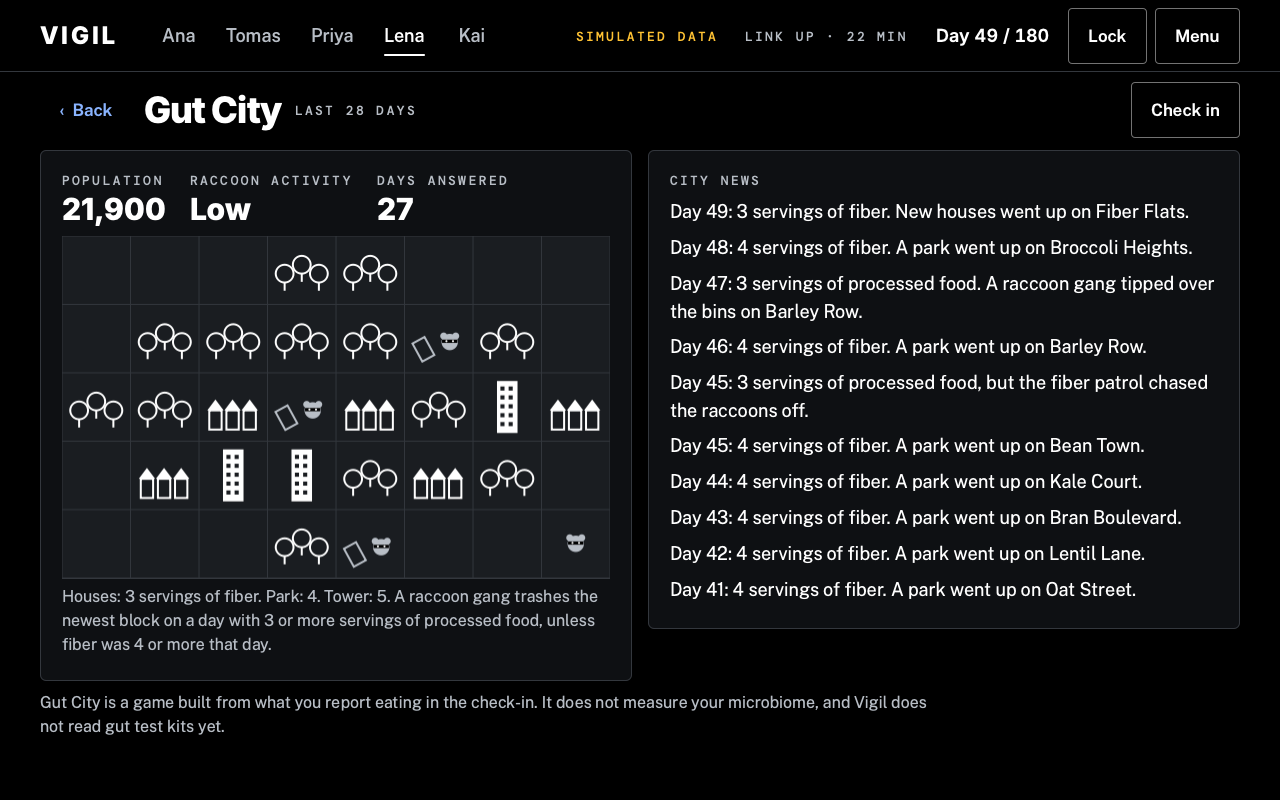 VIGIL Ana Tomas Priya Lena Kai SIMULATED DATA LINK UP · 22 MIN Day 49 / 180 Lock Menu
‹ Back Gut City LAST 28 DAYS Check in
POPULATION RACCOON ACTIVITY DAYS ANSWERED
21,900 Low 27
Houses: 3 servings of fiber. Park: 4. Tower: 5. A raccoon gang trashes the
newest block on a day with 3 or more servings of processed food, unless
fiber was 4 or more that day.
CITY NEWS
Day 49: 3 servings of fiber. New houses went up on Fiber Flats.
Day 48: 4 servings of fiber. A park went up on Broccoli Heights.
Day 47: 3 servings of processed food. A raccoon gang tipped over
the bins on Barley Row.
Day 46: 4 servings of fiber. A park went up on Barley Row.
Day 45: 3 servings of processed food, but the fiber patrol chased
the raccoons off.
Day 45: 4 servings of fiber. A park went up on Bean Town.
Day 44: 4 servings of fiber. A park went up on Kale Court.
Day 43: 4 servings of fiber. A park went up on Bran Boulevard.
Day 42: 4 servings of fiber. A park went up on Lentil Lane.
Day 41: 4 servings of fiber. A park went up on Oat Street.
Gut City is a game built from what you report eating in the check-in. It does not measure your microbiome, and Vigil does
not read gut test kits yet.